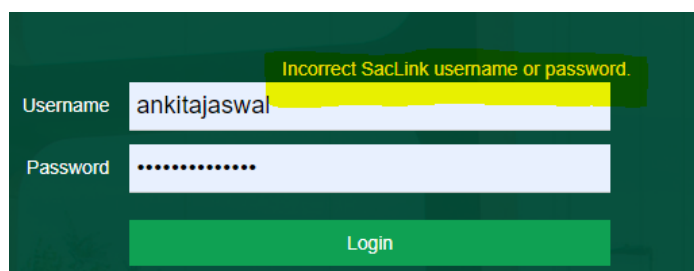 Incorrect SacLink username or password.
Username ankitajaswal
Password ••••••••••••••
Login